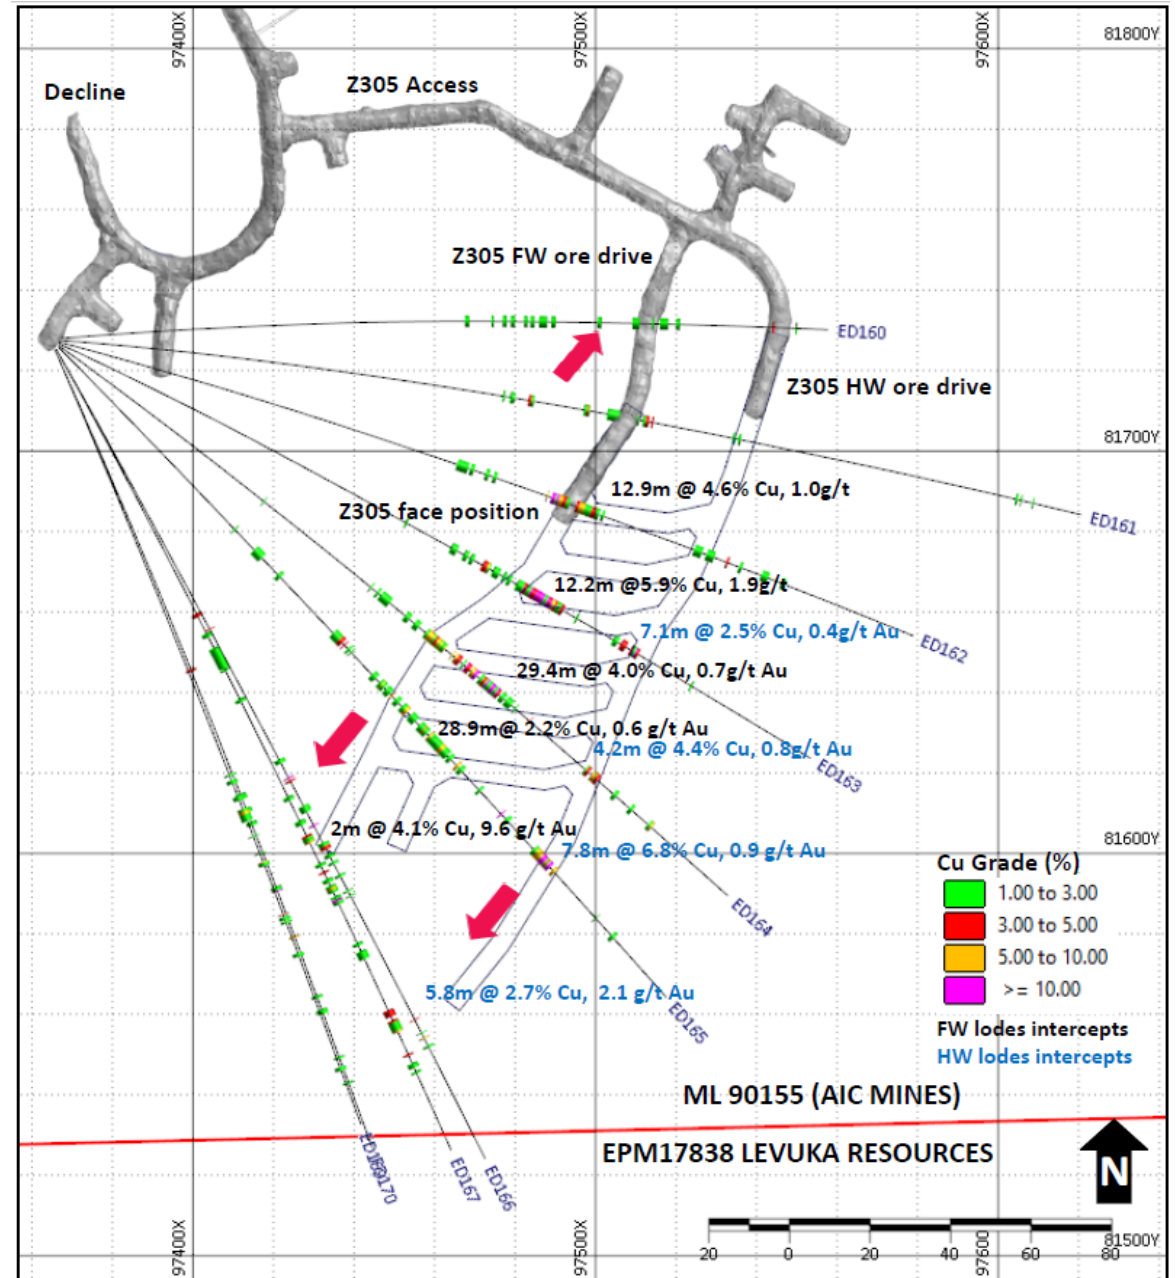 97400X
97500X
97600X
81800Y
Decline
Z305 Access
Z305 FW ore drive
ED160
Z305 HW ore drive
81700Y
12.9m @ 4.6% Cu, 1.0g/t
Z305 face position
ED161
12.2m @5.9% Cu, 1.9g/t
7.1m @ 2.5% Cu, 0.4g/t Au
ED162
29.4m @ 4.0% Cu, 0.7g/t Au
28.9m@ 2.2% Cu, 0.6 g/t Au
4.2m @ 4.4% Cu, 0.8g/t Au
ED163
2m @ 4.1% Cu, 9.6 g/t Au
7.8m @ 6.8% Cu, 0.9 g/t Au
81600Y
Cu Grade (%)
1.00 to 3.00
3.00 to 5.00
5.00 to 10.00
>= 10.00
ED164
5.8m @ 2.7% Cu, 2.1 g/t Au
ED165
FW lodes intercepts
HW lodes intercepts
ML 90155 (AIC MINES)
EPM17838 LEVUKA RESOURCES
ED167
ED166
N
97400X
97500X
97600X
81500Y
20 0 20 40 60 80